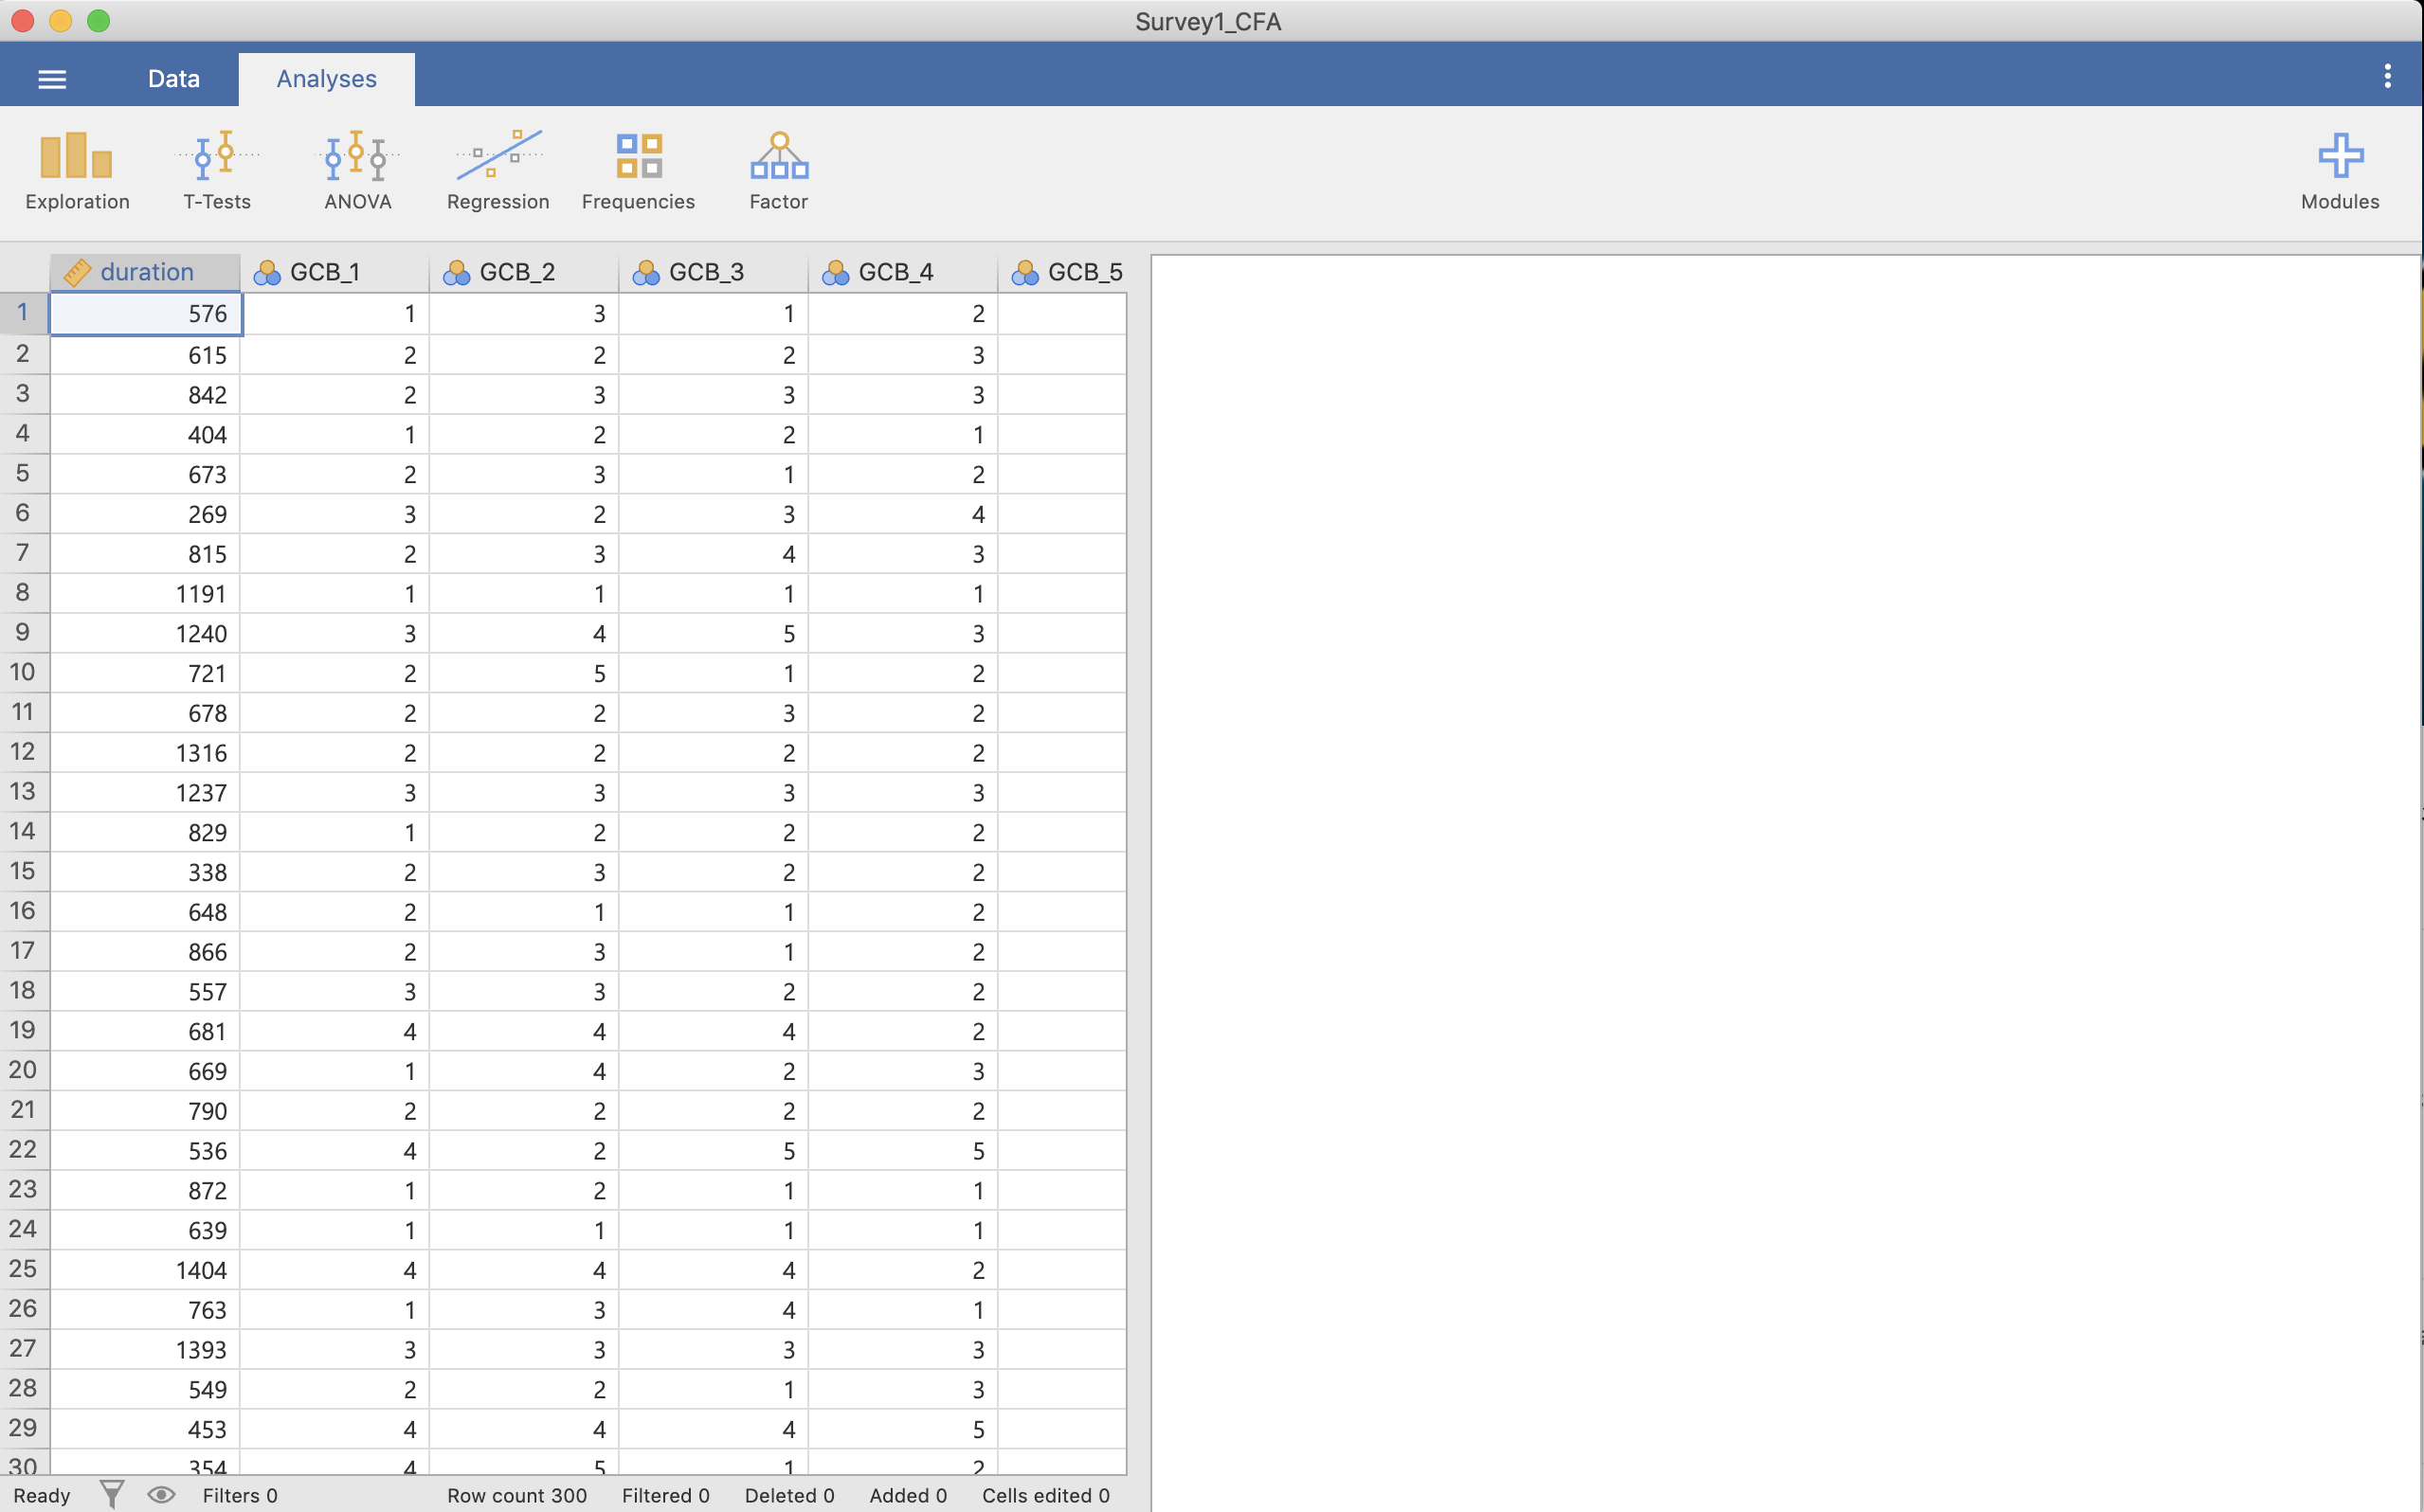 Survey1_CFA
Data Analyses
Exploration T-Tests ANOVA Regression Frequencies Factor Modules
duration GCB_1 GCB_2 GCB_3 GCB_4 GCB_5
1 576 1 3 1 2
2 615 2 2 2 3
3 842 2 3 3 3
4 404 1 2 2 1
5 673 2 3 1 2
6 269 3 2 3 4
7 815 2 3 4 3
8 1191 1 1 1 1
9 1240 3 4 5 3
10 721 2 5 1 2
11 678 2 2 3 2
12 1316 2 2 2 2
13 1237 3 3 3 3
14 829 1 2 2 2
15 338 2 3 2 2
16 648 2 1 1 2
17 866 2 3 1 2
18 557 3 3 2 2
19 681 4 4 4 2
20 669 1 4 2 3
21 790 2 2 2 2
22 536 4 2 5 5
23 872 1 2 1 1
24 639 1 1 1 1
25 1404 4 4 4 2
26 763 1 3 4 1
27 1393 3 3 3 3
28 549 2 2 1 3
29 453 4 4 4 5
30 354 4 5 1 2
Ready Filters 0 Row count 300 Filtered 0 Deleted 0 Added 0 Cells edited 0